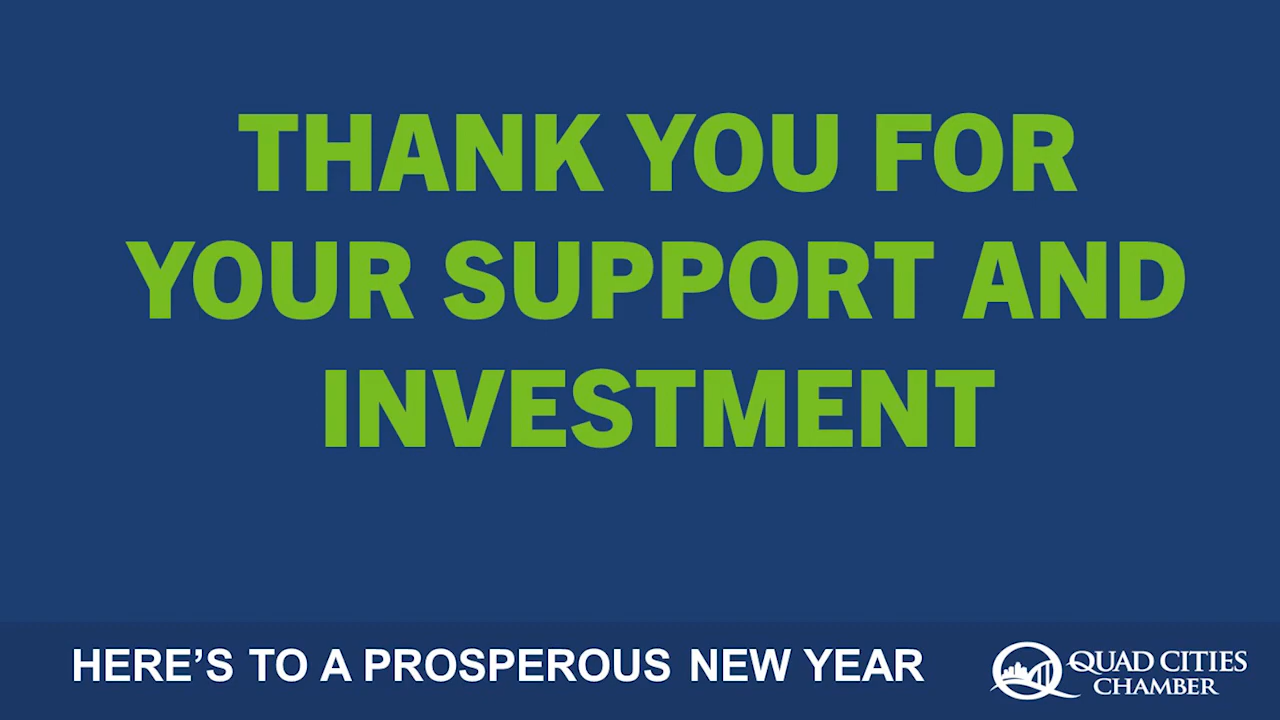 THANK YOU FOR
YOUR SUPPORT AND
INVESTMENT
HERE'S TO A PROSPEROUS NEW YEAR
QUAD CITIES
CHAMBER